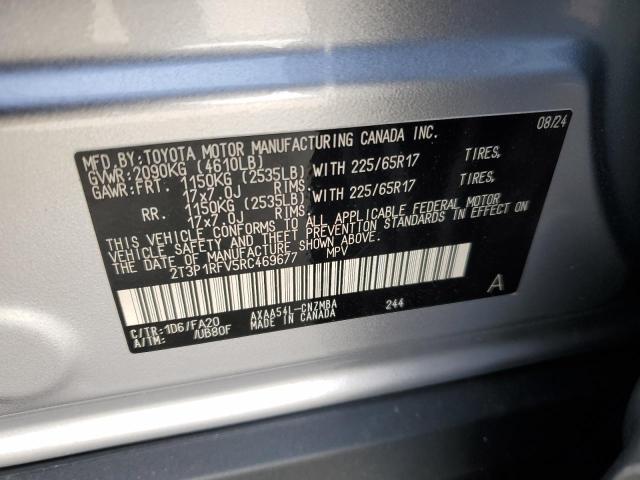 MFD. BY: TOYOTA MOTOR MANUFACTURING CANADA INC. 08/24
GVWR: 2090KG (4610LB)
GAWR: FRT. 1150KG (2535LB) WITH 225/65R17 TIRES,
17x7.0J RIMS,
RR. 1150KG (2535LB) WITH 225/65R17 TIRES,
17x7.0J RIMS,
THIS VEHICLE CONFORMS TO ALL APPLICABLE FEDERAL MOTOR
VEHICLE SAFETY AND THEFT PREVENTION STANDARDS IN EFFECT ON
THE DATE OF MANUFACTURE SHOWN ABOVE.
2T3P1RFV5RC469677 MPV
A
C/TR: 1D6/FA20 AXAA54L-CNZMBA 244
A/TM: /UB80F MADE IN CANADA